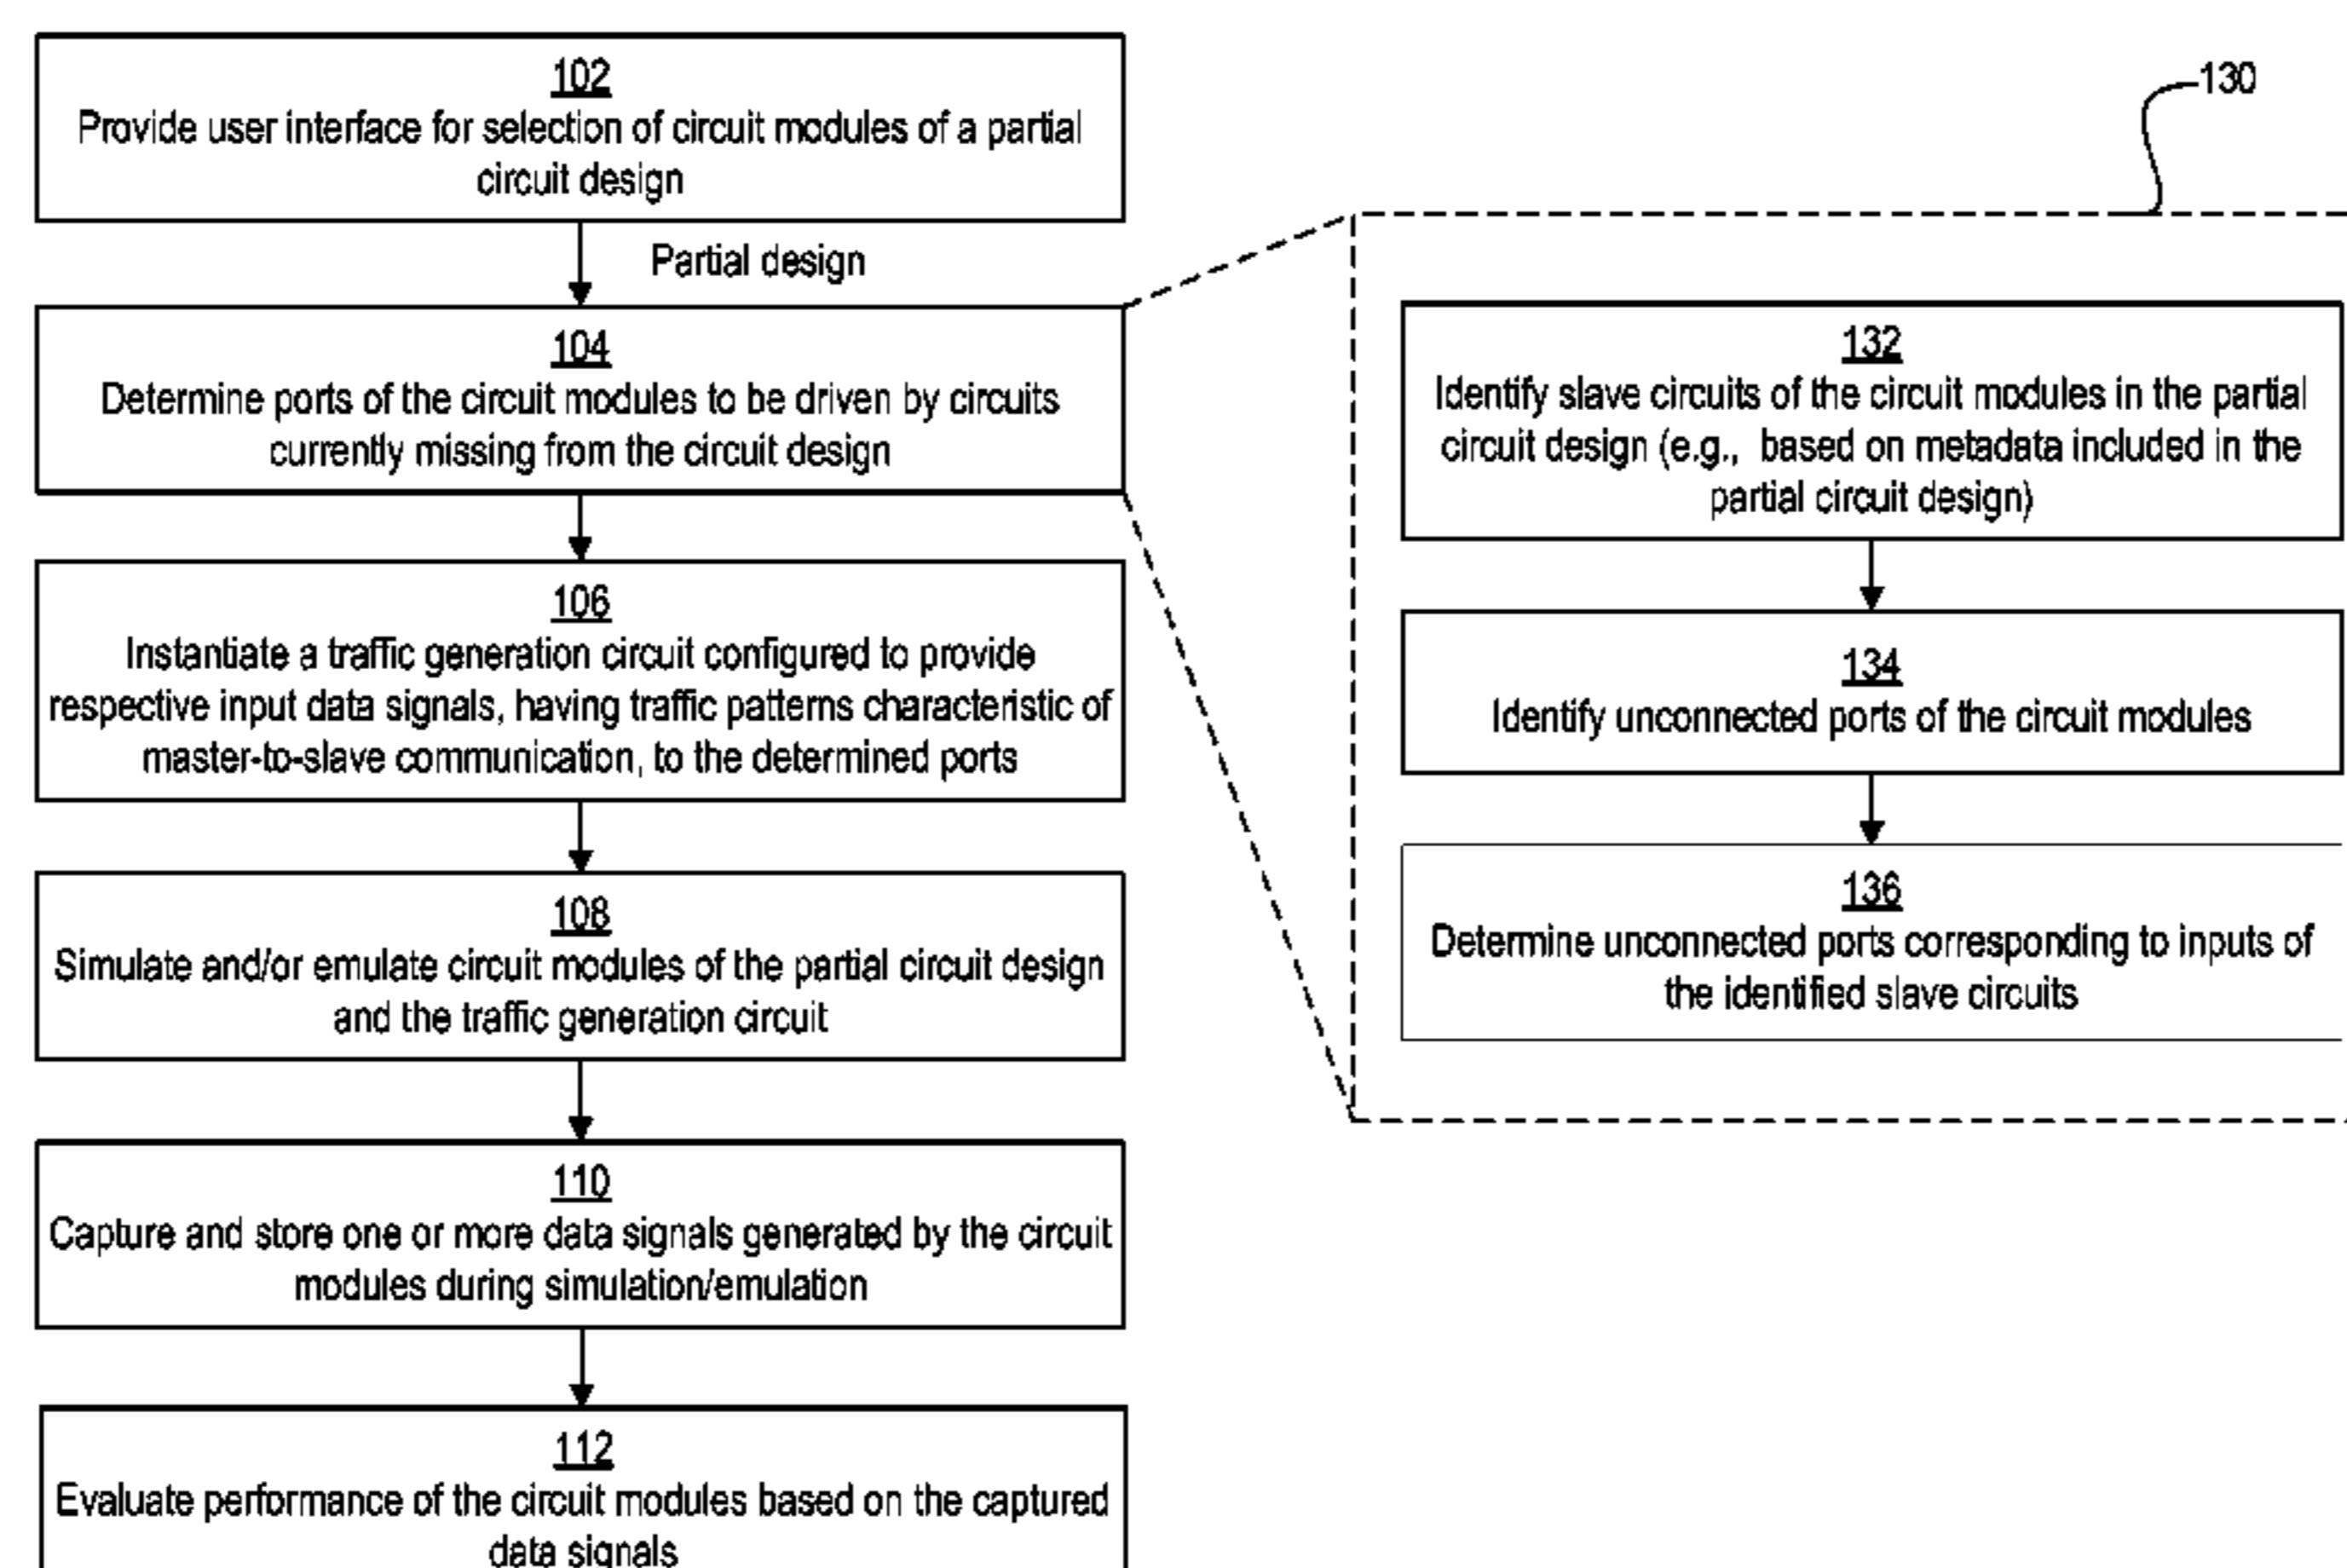 102
Provide user interface for selection of circuit modules of a partial
circuit design
Partial design
104
Determine ports of the circuit modules to be driven by circuits
currently missing from the circuit design
106
Instantiate a traffic generation circuit configured to provide
respective input data signals, having traffic patterns characteristic of
master-to-slave communication, to the determined ports
108
Simulate and/or emulate circuit modules of the partial circuit design
and the traffic generation circuit
110
Capture and store one or more data signals generated by the circuit
modules during simulation/emulation
112
Evaluate performance of the circuit modules based on the captured
data signals
130
132
Identify slave circuits of the circuit modules in the partial
circuit design (e.g., based on metadata included in the
partial circuit design)
134
Identify unconnected ports of the circuit modules
136
Determine unconnected ports corresponding to inputs of
the identified slave circuits